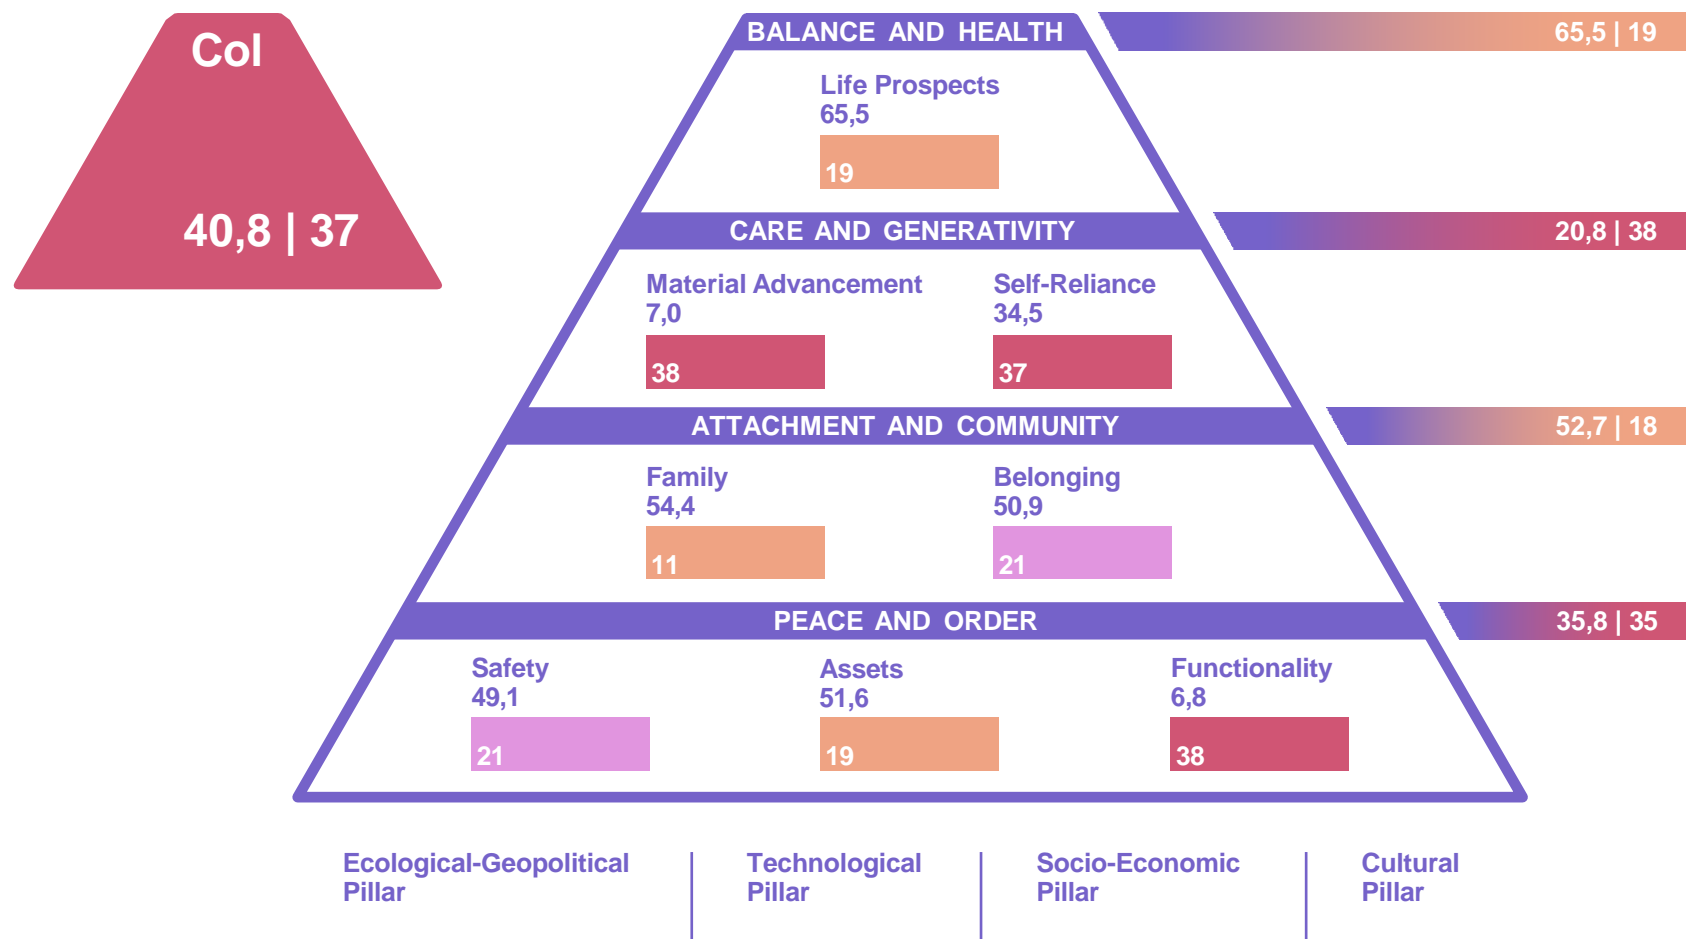 Col
40,8 | 37
BALANCE AND HEALTH
65,5 | 19
Life Prospects
65,5
19
CARE AND GENERATIVITY
20,8 | 38
Material Advancement
7,0
38
Self-Reliance
34,5
37
ATTACHMENT AND COMMUNITY
52,7 | 18
Family
54,4
11
Belonging
50,9
21
PEACE AND ORDER
35,8 | 35
Safety
49,1
21
Assets
51,6
19
Functionality
6,8
38
Ecological-Geopolitical
Pillar
Technological
Pillar
Socio-Economic
Pillar
Cultural
Pillar